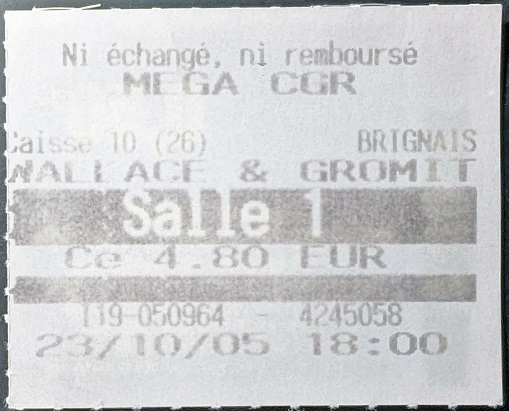 Ni échangé, ni remboursé
MEGA CGR
Caisse 10 (26) BRIGNAIS
WALLACE & GROMIT
Salle 1
Ce 4.80 EUR
119-050964 - 4245058
23/10/05 18:00